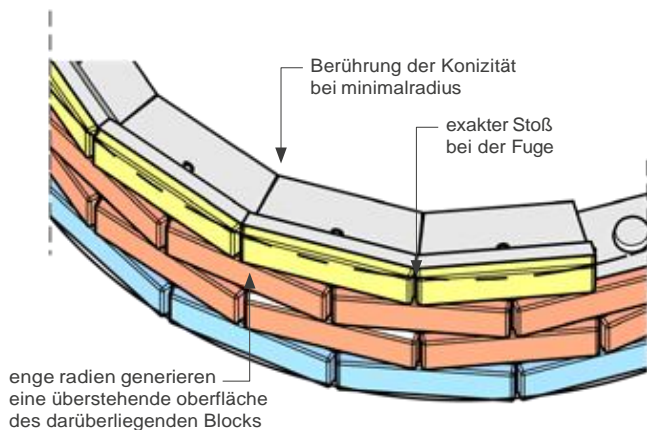 Berührung der Konizität
bei minimalradius
exakter Stoß
bei der Fuge
enge radien generieren
eine überstehende oberfläche
des darüberliegenden Blocks